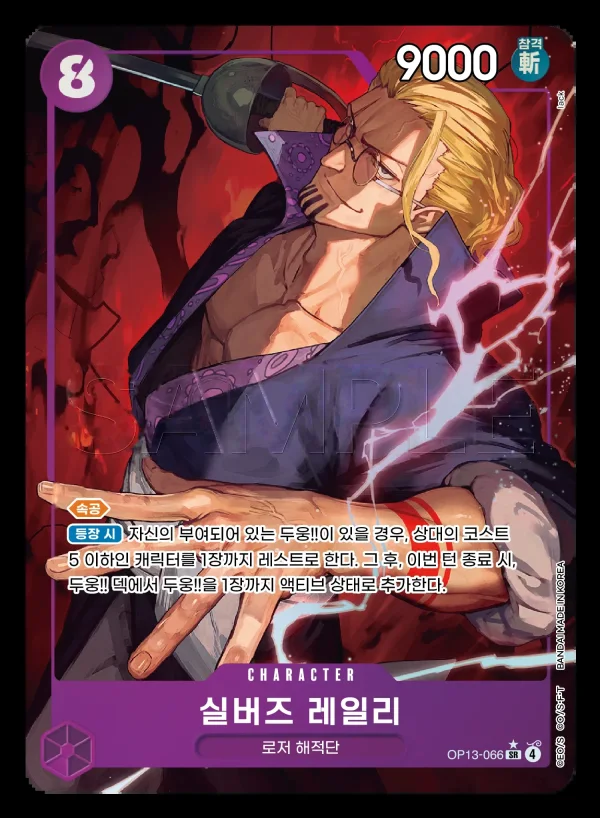 8
9000
참격
斬
lack
SAMPLE
속공
등장 시 자신의 부여되어 있는 두웅!!이 있을 경우, 상대의 코스트
5 이하인 캐릭터를 1장까지 레스트로 한다. 그 후, 이번 턴 종료 시,
두웅!! 덱에서 두웅!!을 1장까지 액티브 상태로 추가한다.
CHARACTER
실버즈 레일리
로저 해적단
OP13-066 SR 4
©EO/S ©O/S·F·T BANDAI MADE IN KOREA